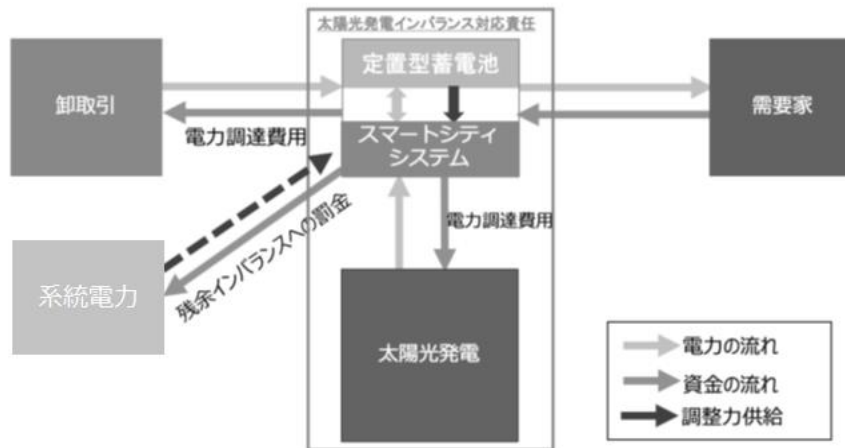 太陽光発電インバランス対応責任
定置型蓄電池
卸取引
需要家
電力調達費用
スマートシティ
システム
電力調達費用
残余インバランスへの罰金
系統電力
太陽光発電
電力の流れ
資金の流れ
調整力供給